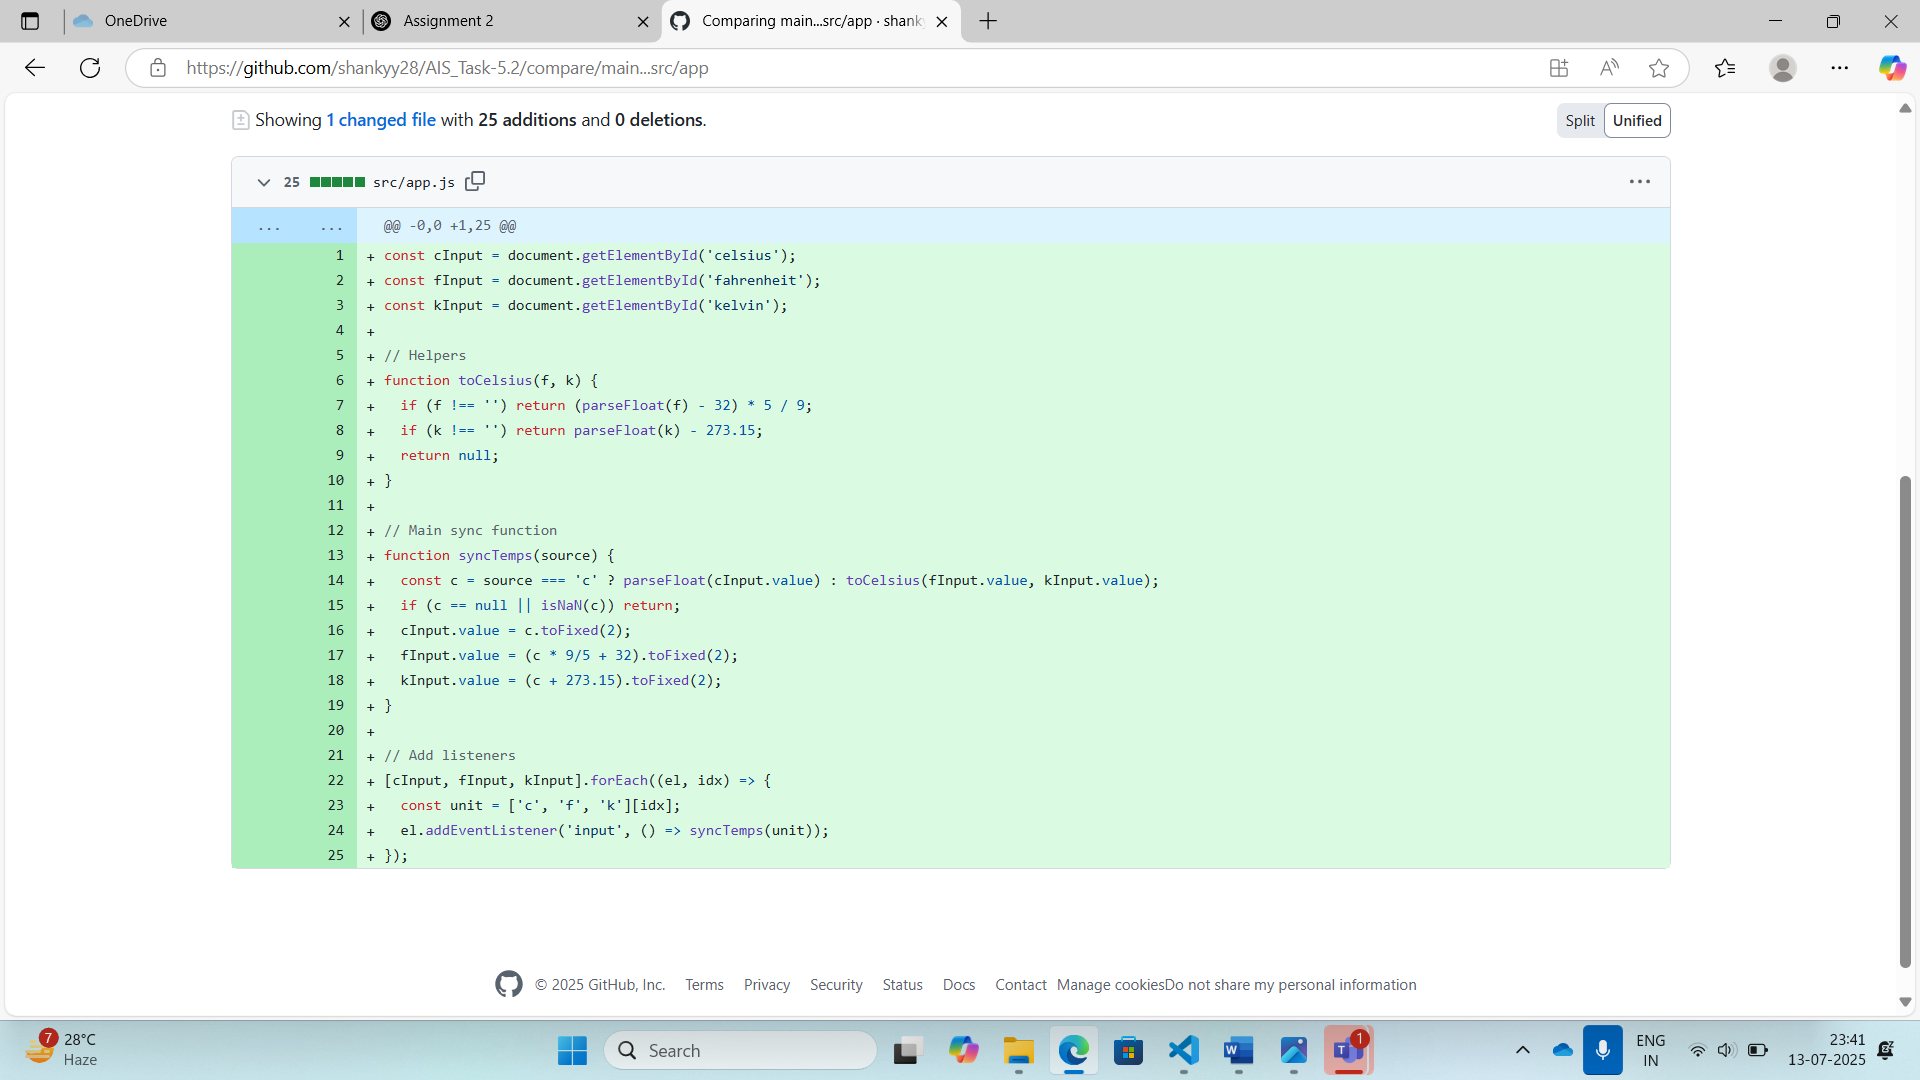 OneDrive
Assignment 2
Comparing main...src/app · shanky
https://github.com/shankyy28/AIS_Task-5.2/compare/main...src/app
Showing 1 changed file with 25 additions and 0 deletions.
Split
Unified
25
src/app.js
... ... @@ -0,0 +1,25 @@
1 + const cInput = document.getElementById('celsius');
2 + const fInput = document.getElementById('fahrenheit');
3 + const kInput = document.getElementById('kelvin');
4 +
5 + // Helpers
6 + function toCelsius(f, k) {
7 + if (f !== '') return (parseFloat(f) - 32) * 5 / 9;
8 + if (k !== '') return parseFloat(k) - 273.15;
9 + return null;
10 + }
11 +
12 + // Main sync function
13 + function syncTemps(source) {
14 + const c = source === 'c' ? parseFloat(cInput.value) : toCelsius(fInput.value, kInput.value);
15 + if (c == null || isNaN(c)) return;
16 + cInput.value = c.toFixed(2);
17 + fInput.value = (c * 9/5 + 32).toFixed(2);
18 + kInput.value = (c + 273.15).toFixed(2);
19 + }
20 +
21 + // Add listeners
22 + [cInput, fInput, kInput].forEach((el, idx) => {
23 + const unit = ['c', 'f', 'k'][idx];
24 + el.addEventListener('input', () => syncTemps(unit));
25 + });
© 2025 GitHub, Inc. Terms Privacy Security Status Docs Contact Manage cookies Do not share my personal information
7
28°C
Haze
Search
1
ENG
IN
23:41
13-07-2025